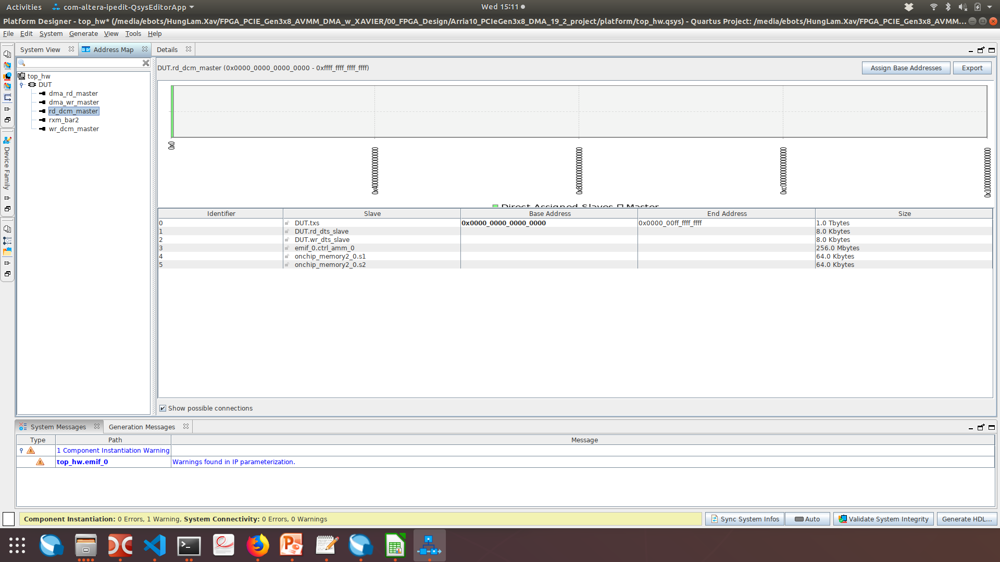 Activities com-altera-ipedit-QsysEditorApp Wed 15:11
Platform Designer - top_hw* (/media/ebots/HungLam.Xav/FPGA_PCIE_Gen3x8_AVMM_DMA_w_XAVIER/00_FPGA_Design/Arria10_PCIeGen3x8_DMA_19_2_project/platform/top_hw.qsys) - Quartus Project: /media/ebots/HungLam.Xav/FPGA_PCIE_Gen3x8_AVMM...
File Edit System Generate View Tools Help
System View Address Map Details
DUT.rd_dcm_master (0x0000_0000_0000_0000 - 0xffff_ffff_ffff_ffff) Assign Base Addresses Export
top_hw
DUT
dma_rd_master
dma_wr_master
rd_dcm_master
rxm_bar2
wr_dcm_master
Device Family
0x0
0x4000000000000000
0x8000000000000000
0xc000000000000000
0x10000000000000000
Direct Assigned Slaves Master
Identifier Slave Base Address End Address Size
0 DUT.txs 0x0000_0000_0000_0000 0x0000_00ff_ffff_ffff 1.0 Tbytes
1 DUT.rd_dts_slave 8.0 Kbytes
2 DUT.wr_dts_slave 8.0 Kbytes
3 emif_0.ctrl_amm_0 256.0 Mbytes
4 onchip_memory2_0.s1 64.0 Kbytes
5 onchip_memory2_0.s2 64.0 Kbytes
Show possible connections
System Messages Generation Messages
Type Path Message
1 Component Instantiation Warning
top_hw.emif_0 Warnings found in IP parameterization.
Component Instantiation: 0 Errors, 1 Warning, System Connectivity: 0 Errors, 0 Warnings Sync System Infos Auto Validate System Integrity Generate HDL...